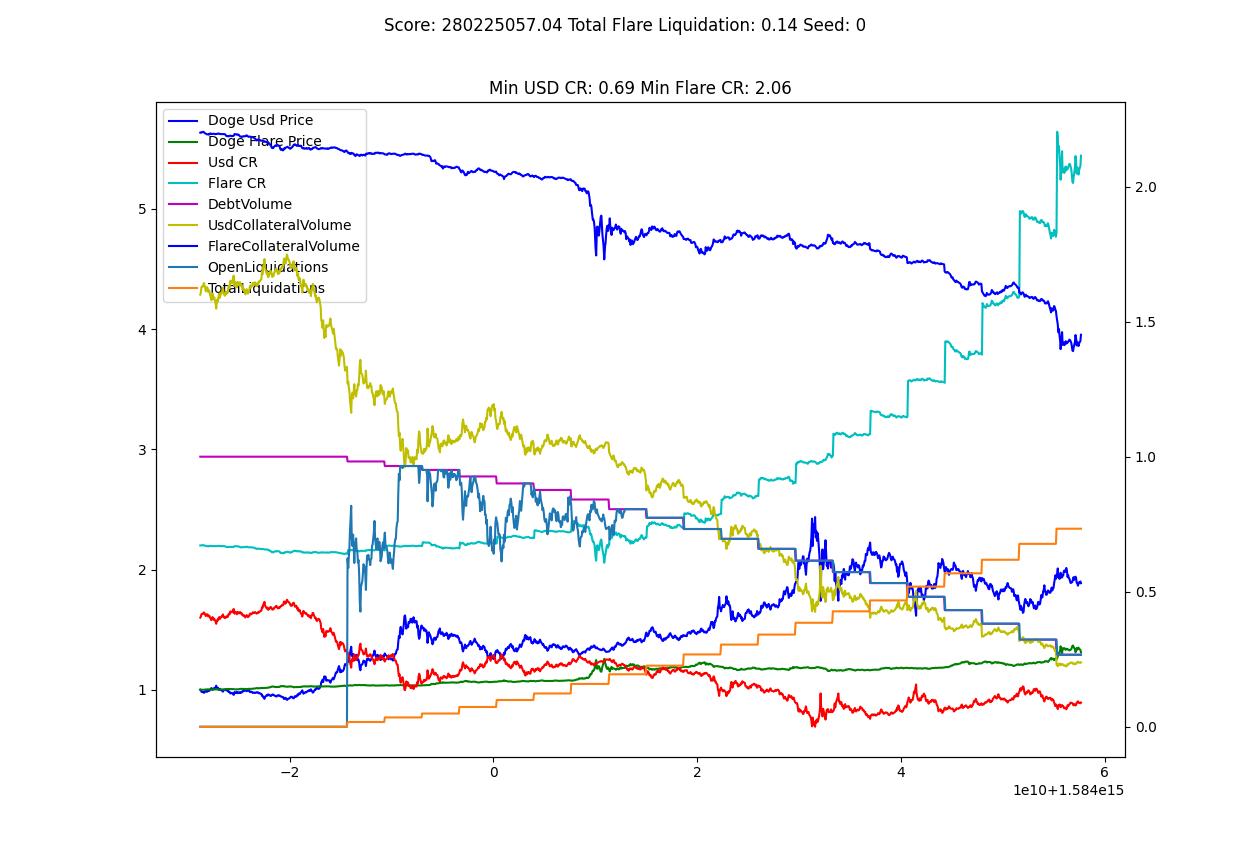 Score: 280225057.04 Total Flare Liquidation: 0.14 Seed: 0
Min USD CR: 0.69 Min Flare CR: 2.06
Doge Usd Price
Doge Flare Price
Usd CR
Flare CR
DebtVolume
UsdCollateralVolume
FlareCollateralVolume
OpenLiquidations
TotalLiquidations
5
4
3
2
1
2.0
1.5
1.0
0.5
0.0
−2
0
2
4
6
1e10+1.584e15